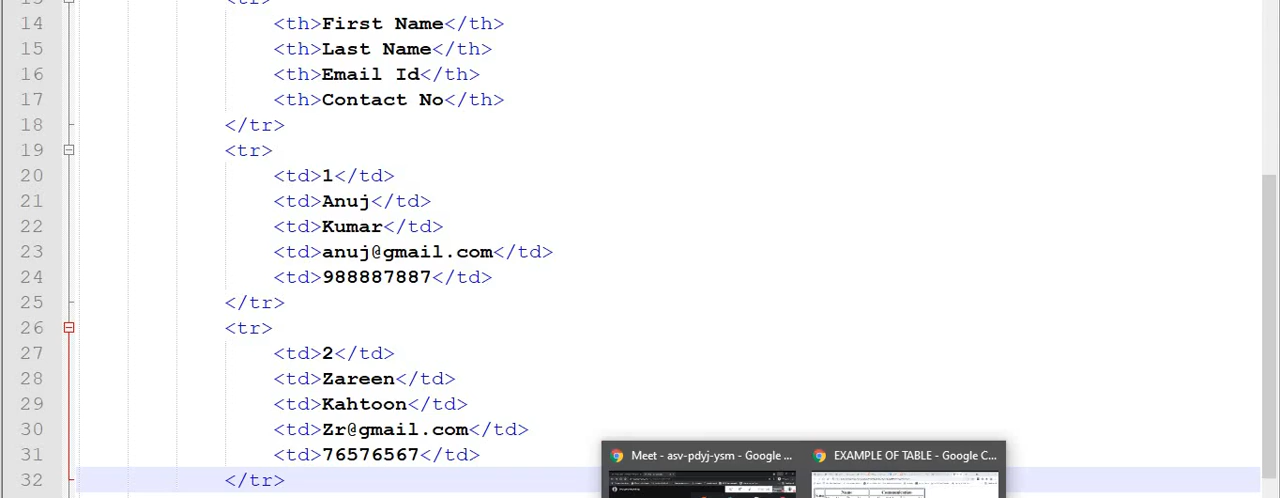 14 <th>First Name</th>
15 <th>Last Name</th>
16 <th>Email Id</th>
17 <th>Contact No</th>
18 </tr>
19 <tr>
20 <td>1</td>
21 <td>Anuj</td>
22 <td>Kumar</td>
23 <td>anuj@gmail.com</td>
24 <td>988887887</td>
25 </tr>
26 <tr>
27 <td>2</td>
28 <td>Zareen</td>
29 <td>Kahtoon</td>
30 <td>Zr@gmail.com</td>
31 <td>76576567</td>
32 </tr>
Meet - asv-pdyj-ysm - Google ...
EXAMPLE OF TABLE - Google C...